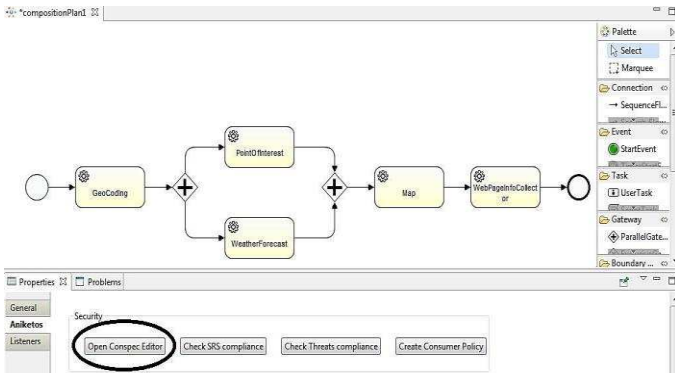 *compositionPlan1
Palette
Select
Marquee
Connection
SequenceFl...
Event
StartEvent
Task
UserTask
Gateway
ParallelGate...
Boundary ...
GeoCoding
PointOfInterest
WeatherForecast
Map
WebPageInfoCollect
or
Properties
Problems
General
Aniketos
Listeners
Security
Open Conspec Editor
Check SRS compliance
Check Threats compliance
Create Consumer Policy